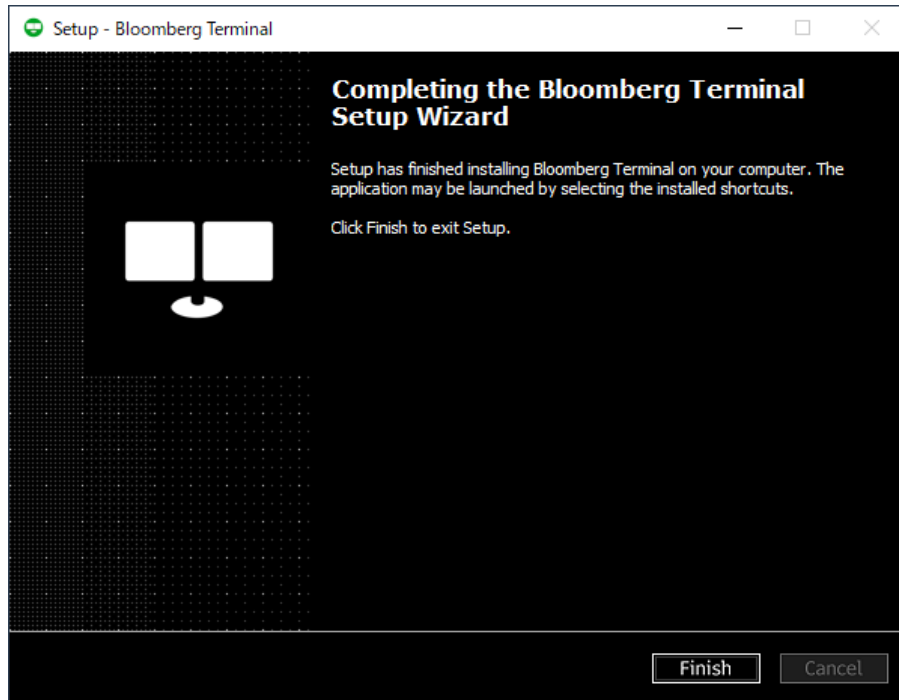 Setup - Bloomberg Terminal
Completing the Bloomberg Terminal
Setup Wizard
Setup has finished installing Bloomberg Terminal on your computer. The
application may be launched by selecting the installed shortcuts.
Click Finish to exit Setup.
Finish
Cancel